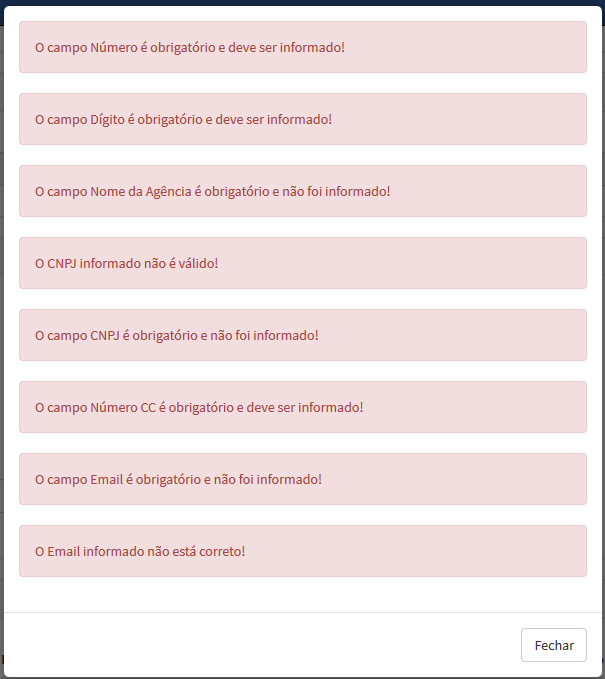 O campo Número é obrigatório e deve ser informado!
O campo Dígito é obrigatório e deve ser informado!
O campo Nome da Agência é obrigatório e não foi informado!
O CNPJ informado não é válido!
O campo CNPJ é obrigatório e não foi informado!
O campo Número CC é obrigatório e deve ser informado!
O campo Email é obrigatório e não foi informado!
O Email informado não está correto!
Fechar